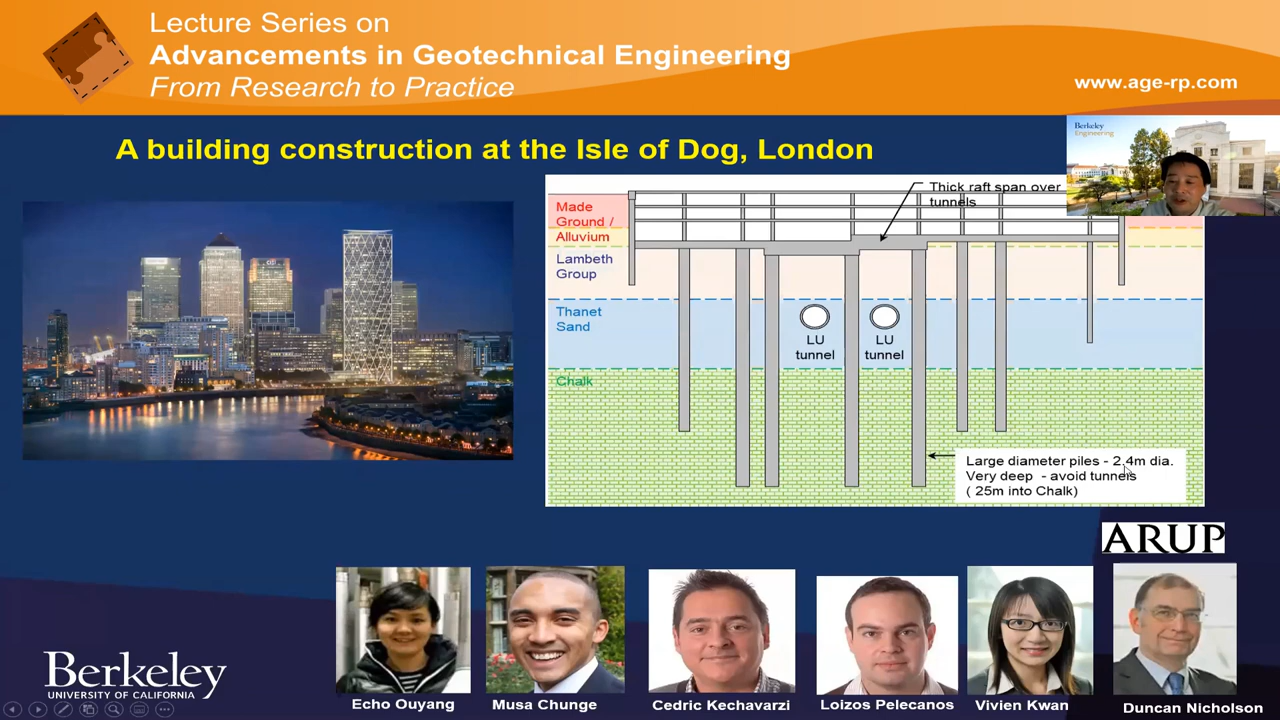 Lecture Series on
Advancements in Geotechnical Engineering
From Research to Practice
www.age-rp.com
A building construction at the Isle of Dog, London
Berkeley
Engineering
Thick raft span over
tunnels
Made
Ground /
Alluvium
Lambeth
Group
Thanet
Sand
LU
tunnel
LU
tunnel
Chalk
Large diameter piles - 2.4m dia.
Very deep - avoid tunnels
( 25m into Chalk)
ARUP
Berkeley
UNIVERSITY OF CALIFORNIA
Echo Ouyang
Musa Chunge
Cedric Kechavarzi
Loizos Pelecanos
Vivien Kwan
Duncan Nicholson